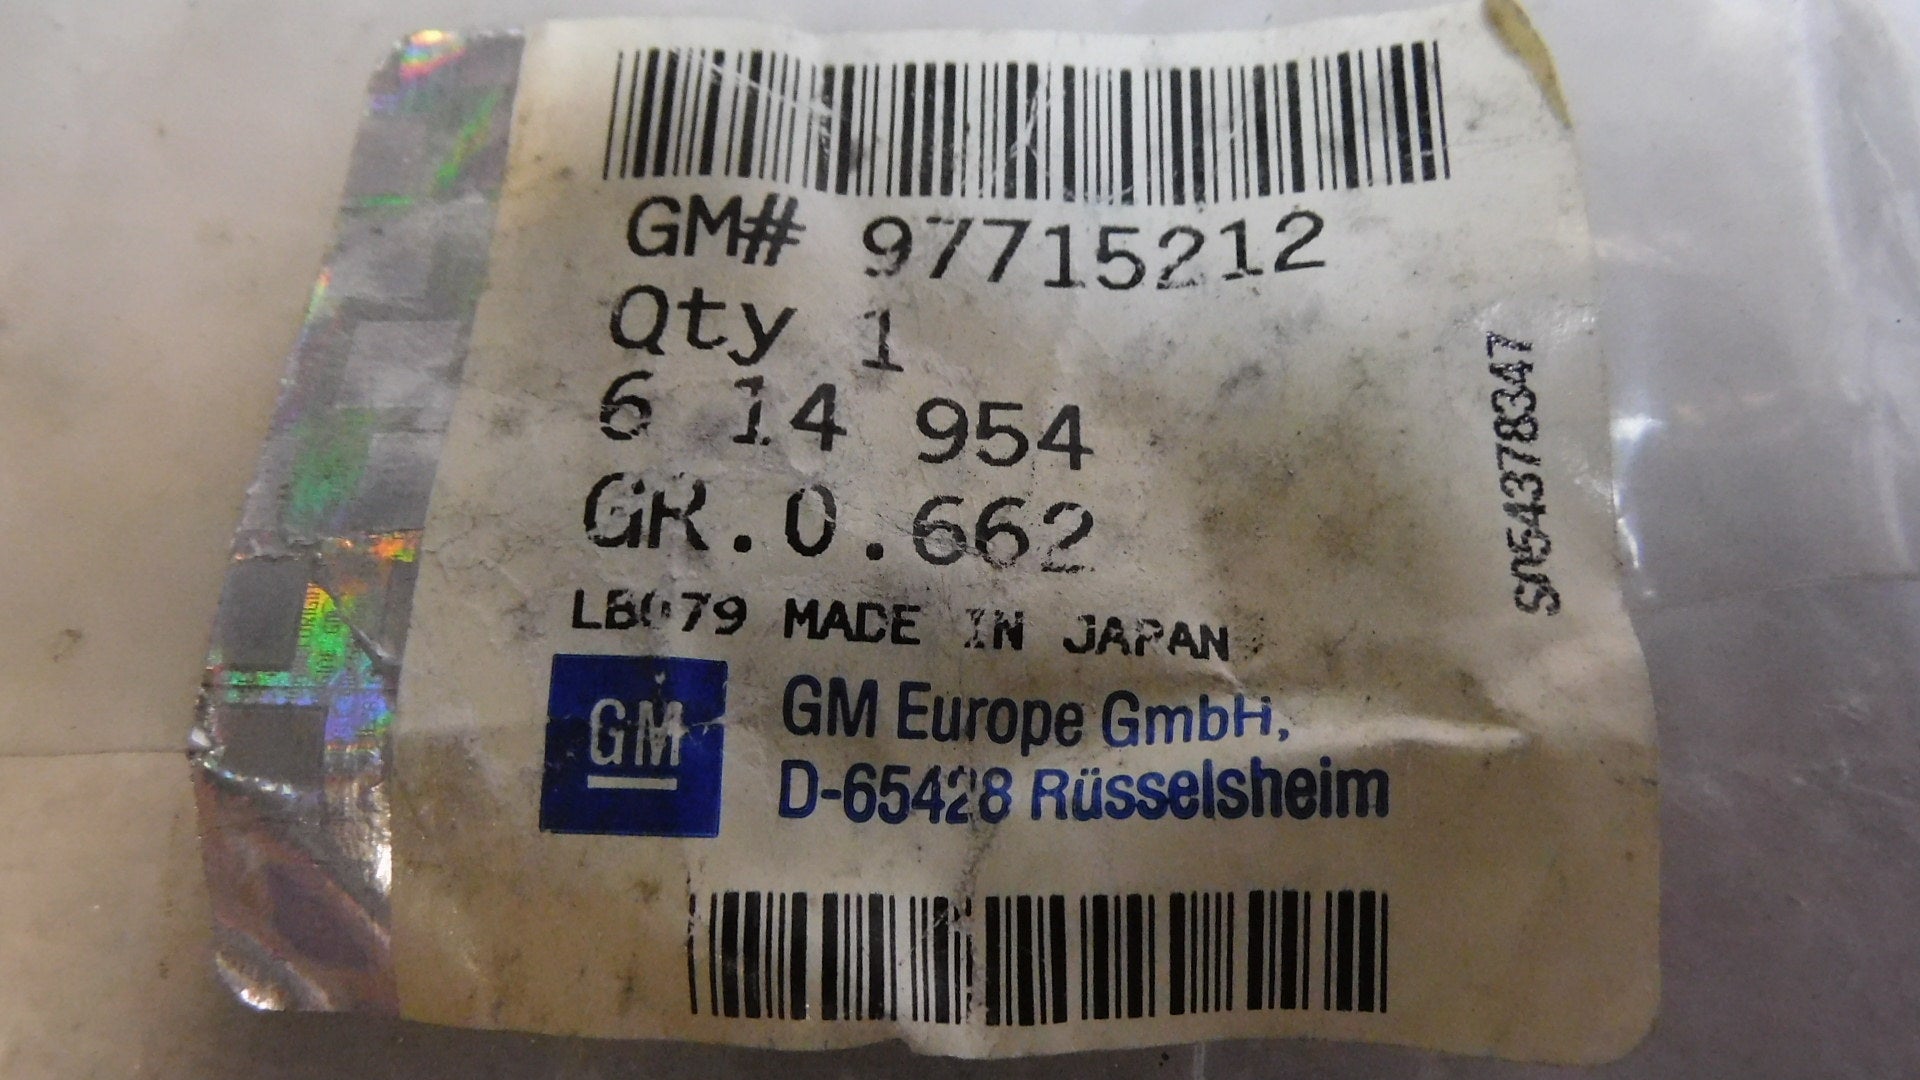 GM# 97715212
Qty 1
6 14 954
GR.0.662
LB079 MADE IN JAPAN
GM
GM Europe GmbH,
D-65428 Rüsselsheim
SN54378347